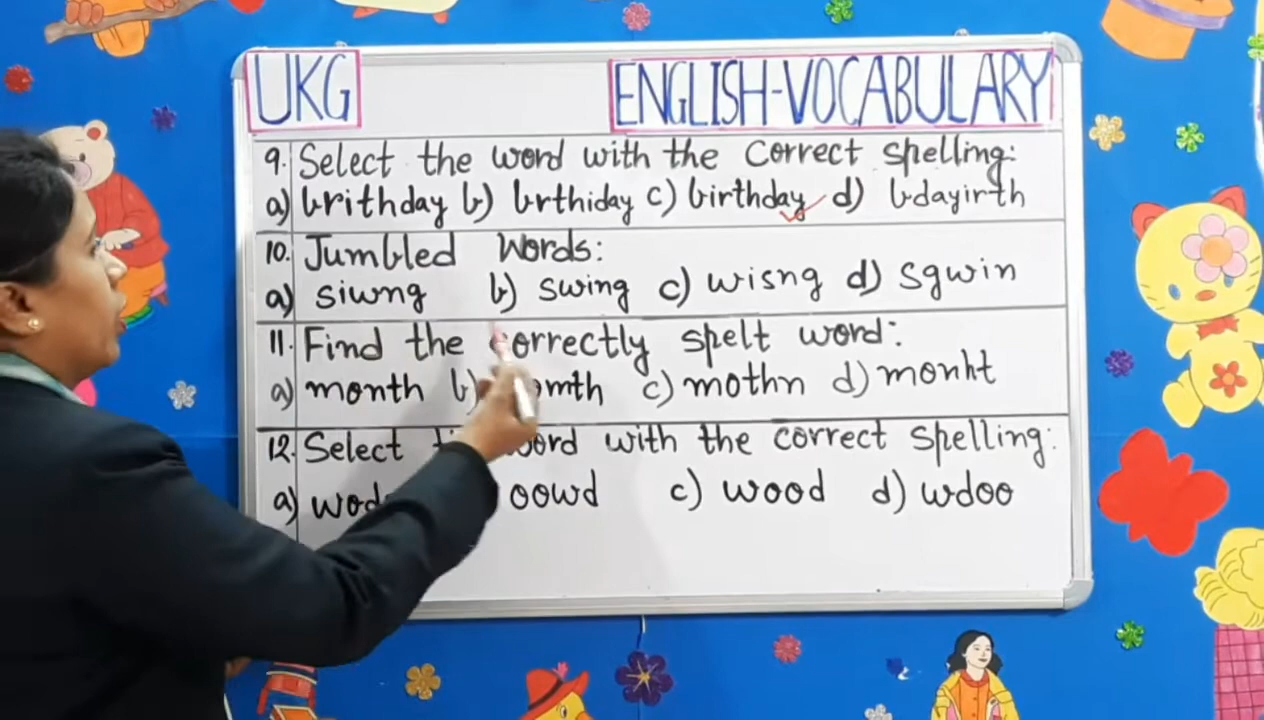 UKG
ENGLISH-VOCABULARY
9. Select the word with the correct spelling:
a) brithday b) brthiday c) birthday ✓ d) bdayirth
10. Jumbled Words:
a) siwng b) swing c) wisng d) sgwin
11. Find the correctly spelt word:
a) month b) c) mothn d) monht
12. Select word with the correct spelling:
a) oowd c) wood d) wdoo